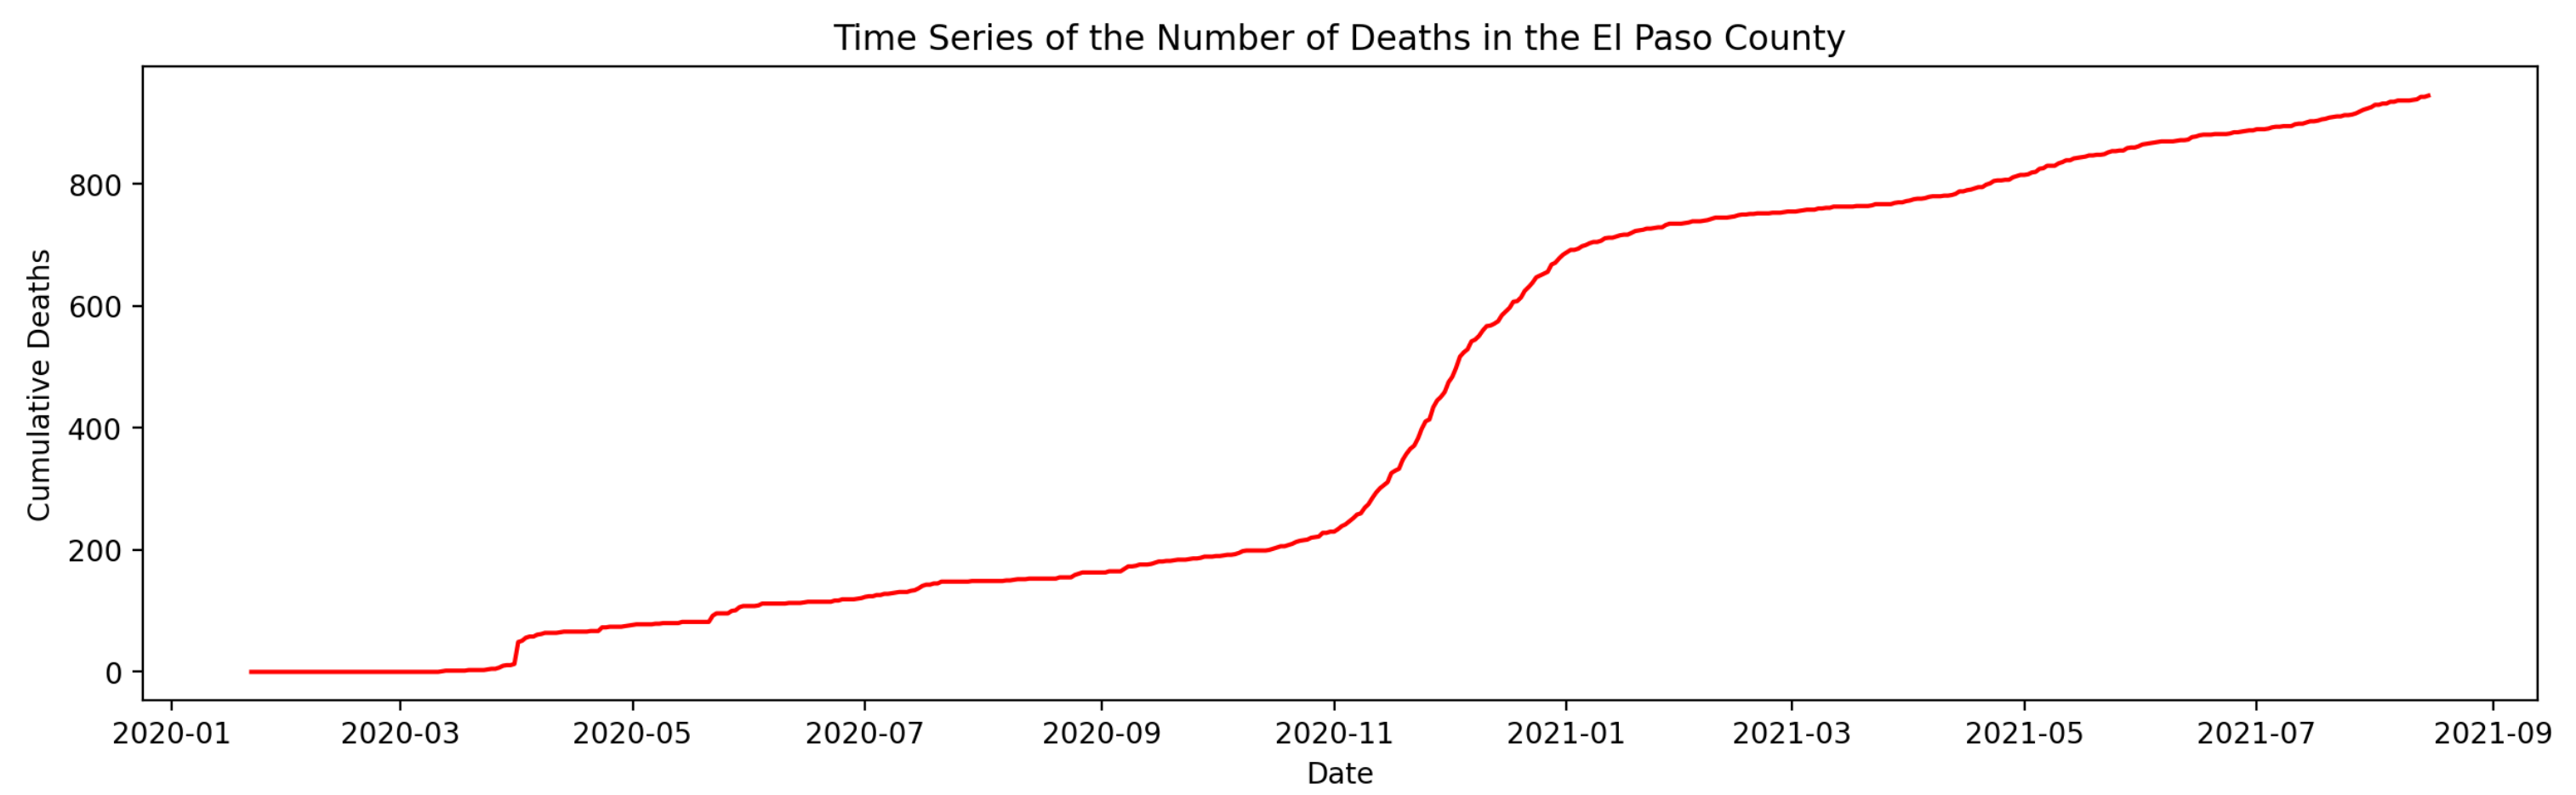 Time Series of the Number of Deaths in the El Paso County
Cumulative Deaths
800
600
400
200
0
2020-01 2020-03 2020-05 2020-07 2020-09 2020-11 2021-01 2021-03 2021-05 2021-07 2021-09
Date